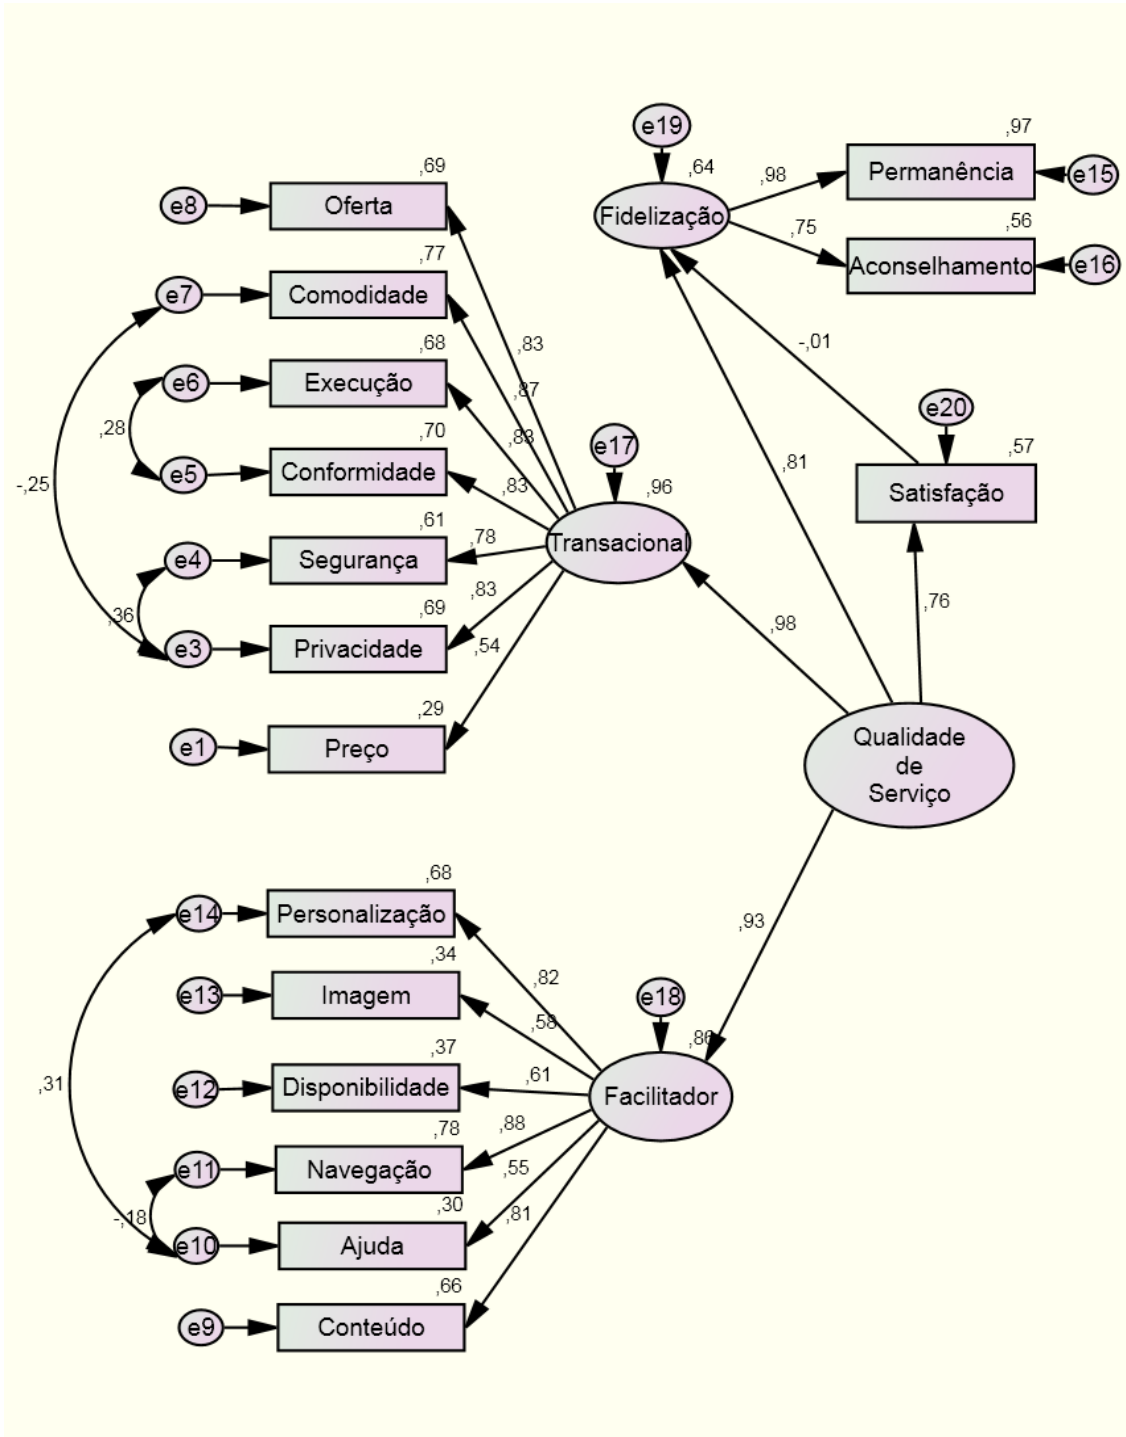 e19
,97
,64
,98
Permanência
e15
,69
e8
Oferta
Fidelização
,75
,56
Aconselhamento
e16
,77
e7
Comodidade
,83
-,01
,68
e6
Execução
,87
e20
,28
,70
,83
e17
,57
e5
Conformidade
,83
,96
,81
Satisfação
-,25
,61
,78
Transacional
e4
Segurança
,83
,76
,36
,69
,98
e3
Privacidade
,54
,29
e1
Preço
Qualidade
de
Serviço
,68
e14
Personalização
,93
,34
,82
e13
Imagem
,58
e18
,86
,37
,31
e12
Disponibilidade
,61
Facilitador
,78
,88
e11
Navegação
,55
-,18
,30
,81
e10
Ajuda
,66
e9
Conteúdo